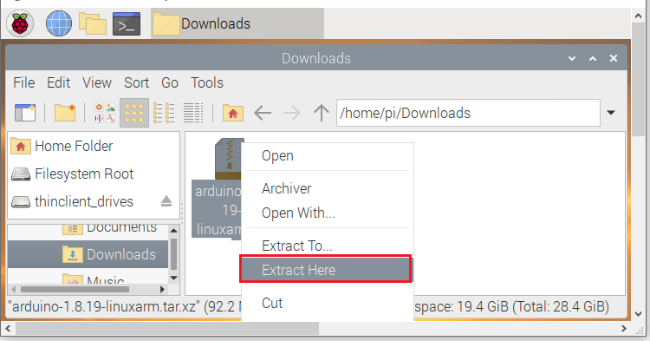 Downloads
Downloads
File Edit View Sort Go Tools
/home/pi/Downloads
Home Folder
Filesystem Root
thinclient_drives
Documents
Downloads
Music
arduino
19-
linuxar
Open
Archiver
Open With...
Extract To...
Extract Here
Cut
"arduino-1.8.19-linuxarm.tar.xz" (92.2
space: 19.4 GiB (Total: 28.4 GiB)